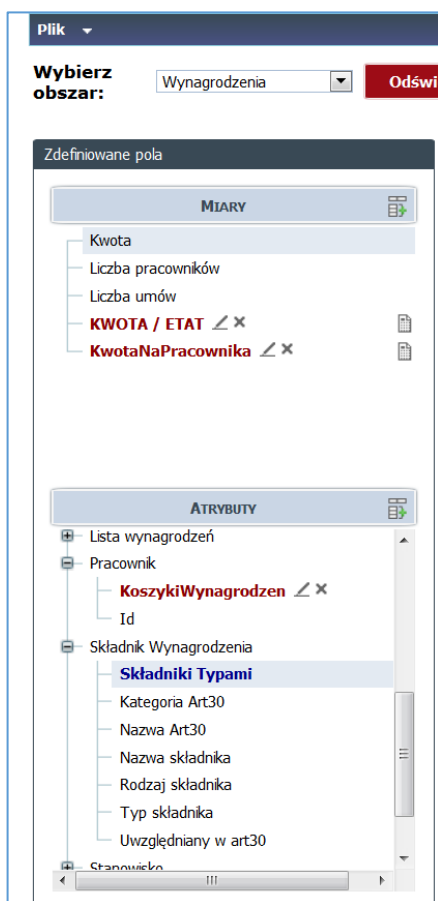 Plik
Wybierz obszar:
Wynagrodzenia
Odświ
Zdefiniowane pola
MIARY
Kwota
Liczba pracowników
Liczba umów
KWOTA / ETAT
KwotaNaPracownika
ATRYBUTY
Lista wynagrodzeń
Pracownik
KoszykiWynagrodzen
Id
Składnik Wynagrodzenia
Składniki Typami
Kategoria Art30
Nazwa Art30
Nazwa składnika
Rodzaj składnika
Typ składnika
Uwzględniany w art30
Stanowisko